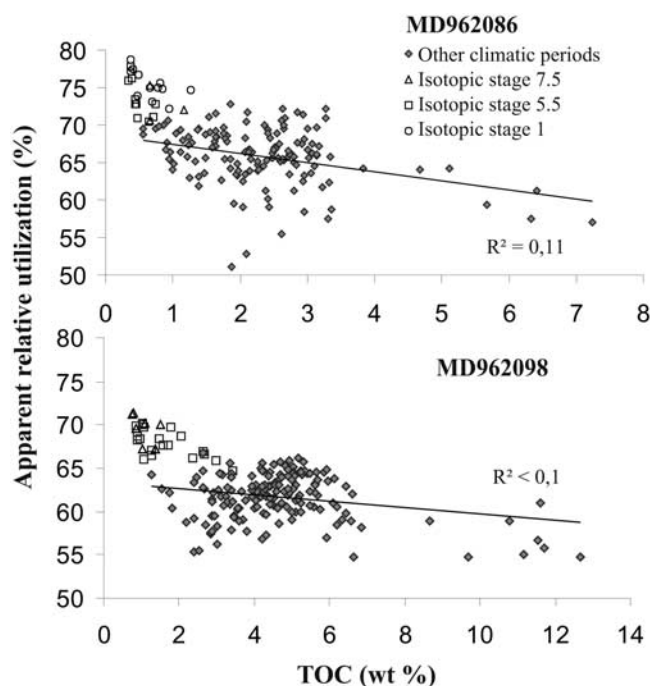 MD962086
Other climatic periods
Isotopic stage 7.5
Isotopic stage 5.5
Isotopic stage 1
80
75
70
65
60
55
50
R² = 0,11
0 1 2 3 4 5 6 7 8
Apparent relative utilization (%)
MD962098
80
75
70
65
60
55
50
R² < 0,1
0 2 4 6 8 10 12 14
TOC (wt %)